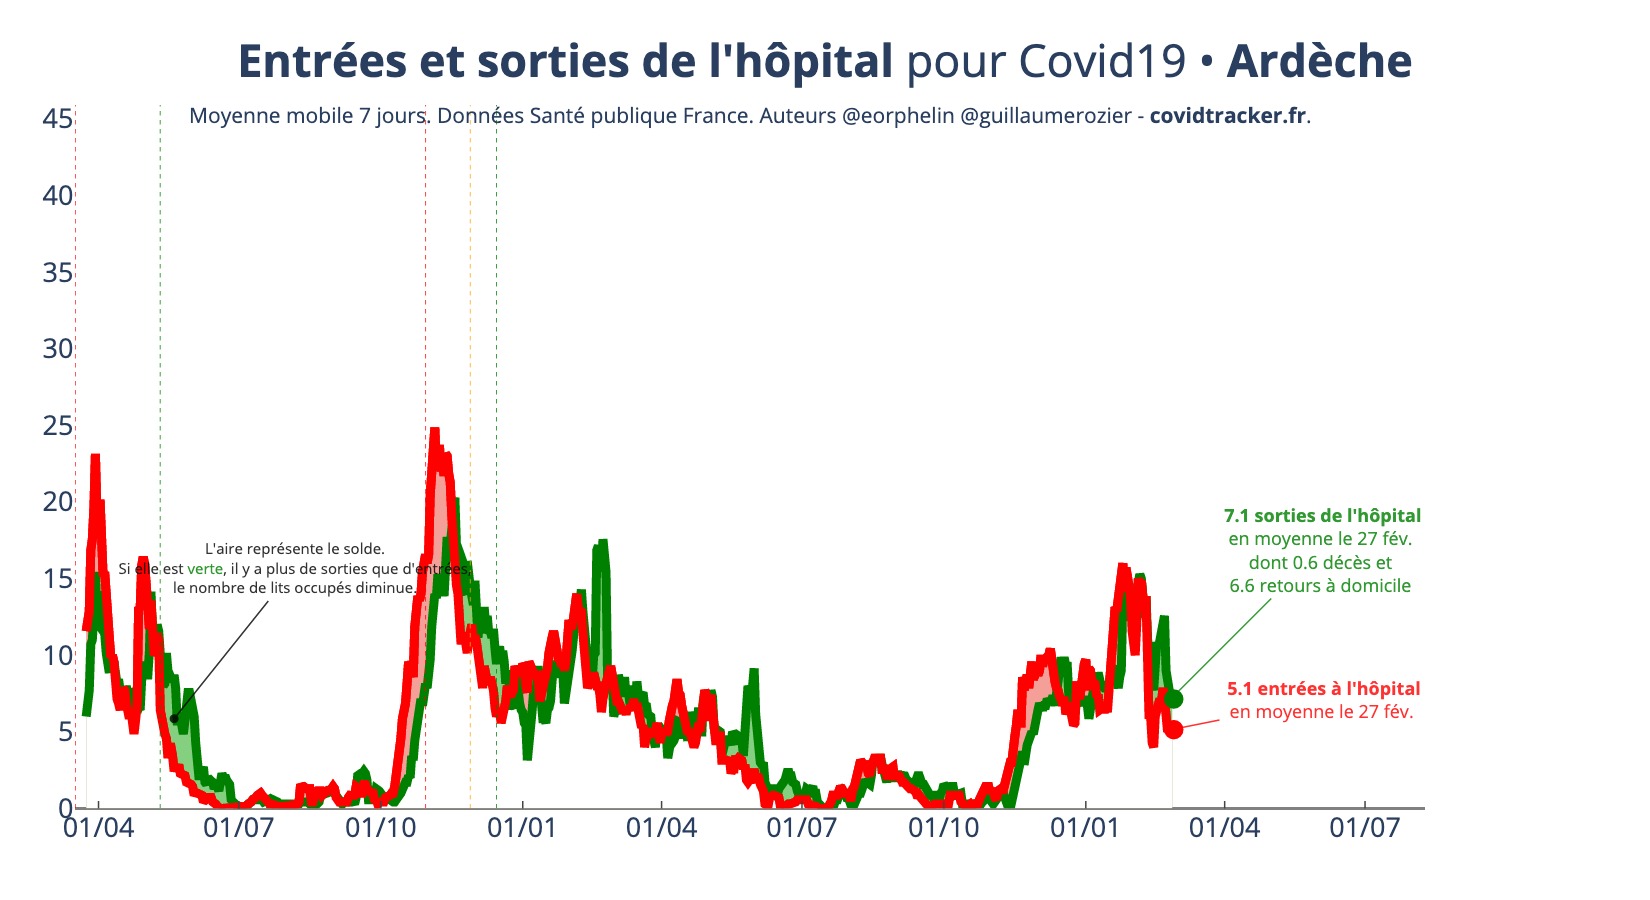 Entrées et sorties de l'hôpital pour Covid19 • Ardèche
Moyenne mobile 7 jours. Données Santé publique France. Auteurs @eorphelin @guillaumerozier - covidtracker.fr.
45
40
35
30
25
20
15
10
5
0
L'aire représente le solde.
Si elle est verte, il y a plus de sorties que d'entrées,
le nombre de lits occupés diminue.
7.1 sorties de l'hôpital
en moyenne le 27 fév.
dont 0.6 décès et
6.6 retours à domicile
5.1 entrées à l'hôpital
en moyenne le 27 fév.
01/04 01/07 01/10 01/01 01/04 01/07 01/10 01/01 01/04 01/07